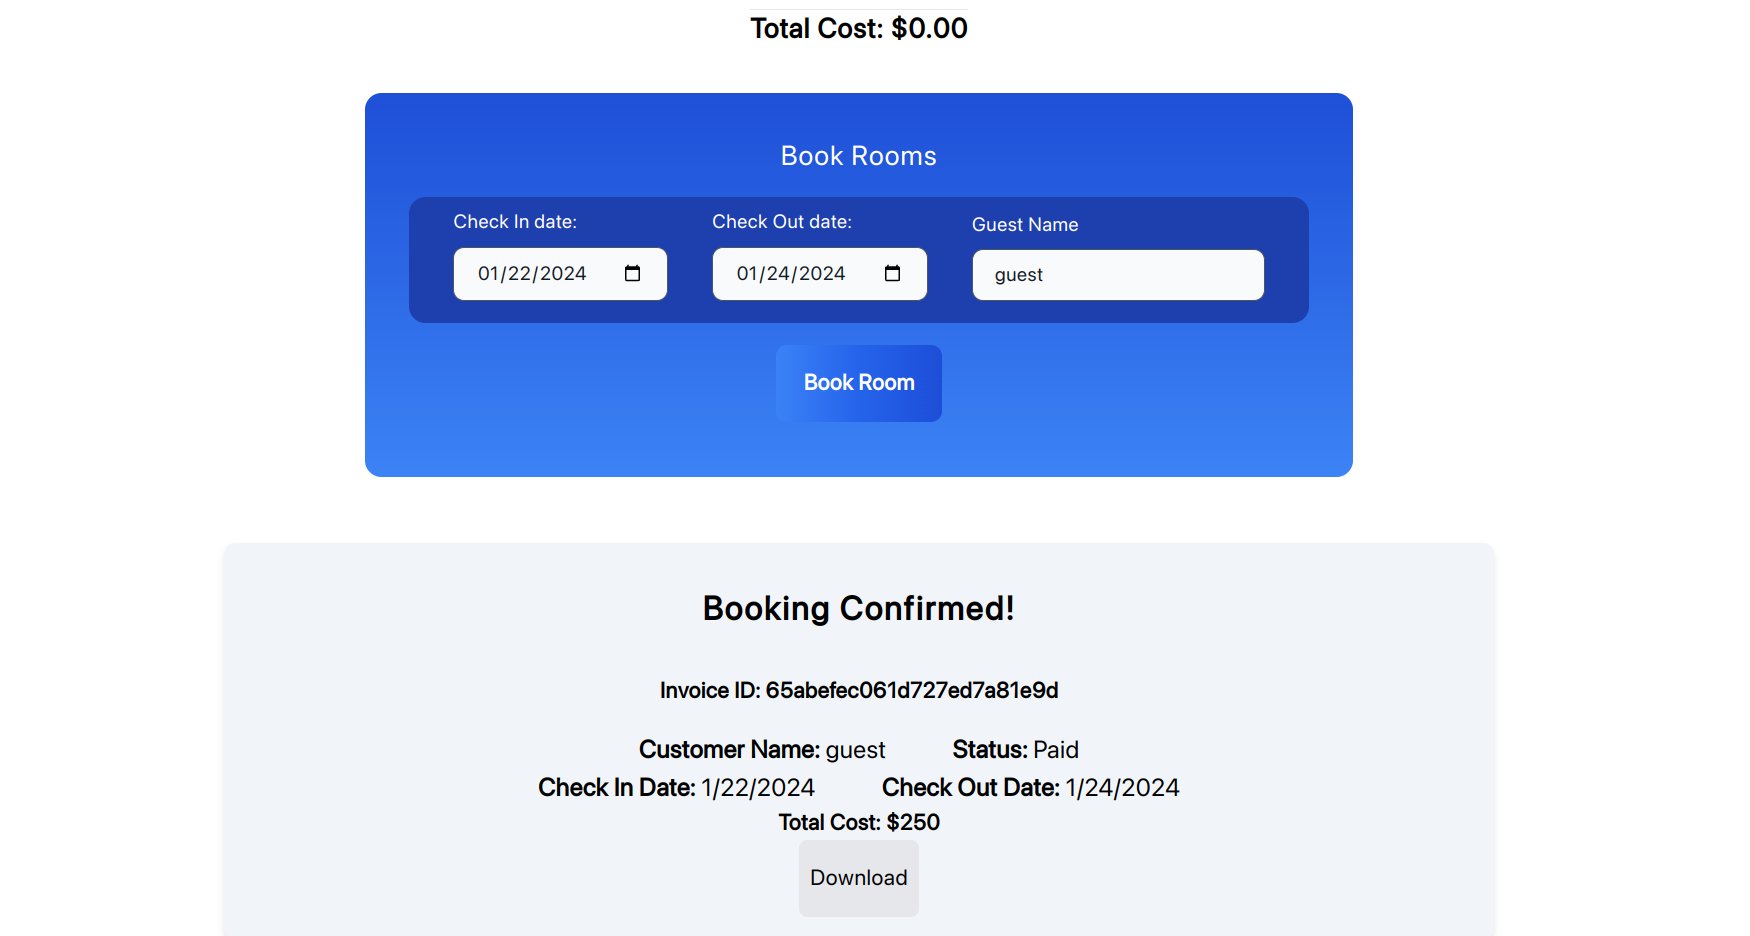 Total Cost: $0.00
Book Rooms
Check In date: Check Out date: Guest Name
01/22/2024 01/24/2024 guest
Book Room
Booking Confirmed!
Invoice ID: 65abefec061d727ed7a81e9d
Customer Name: guest Status: Paid
Check In Date: 1/22/2024 Check Out Date: 1/24/2024
Total Cost: $250
Download